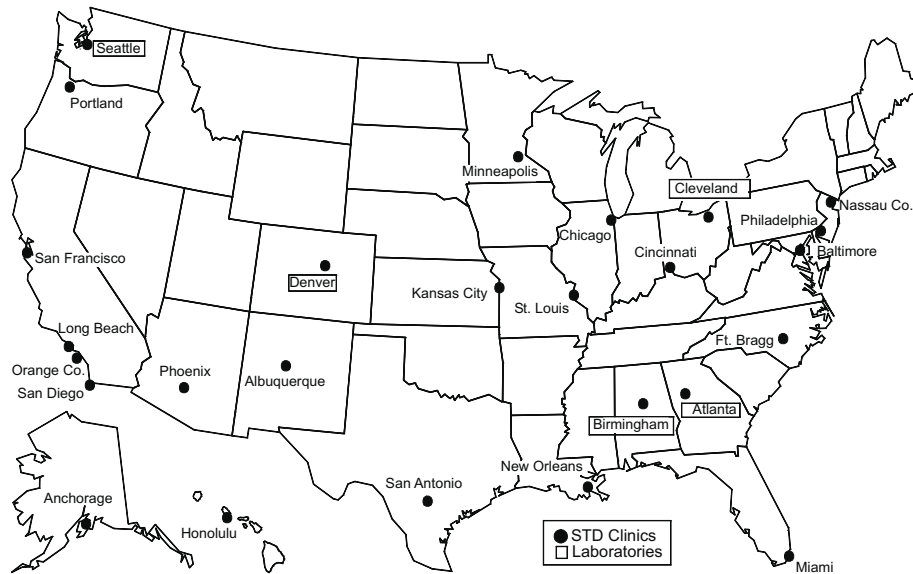 Seattle
Portland
Minneapolis
Cleveland
Nassau Co.
Philadelphia
Chicago
Cincinnati
Baltimore
San Francisco
Denver
Kansas City
St. Louis
Long Beach
Ft. Bragg
Orange Co.
Phoenix
Albuquerque
San Diego
Atlanta
Birmingham
New Orleans
San Antonio
Anchorage
Honolulu
STD Clinics
Laboratories
Miami